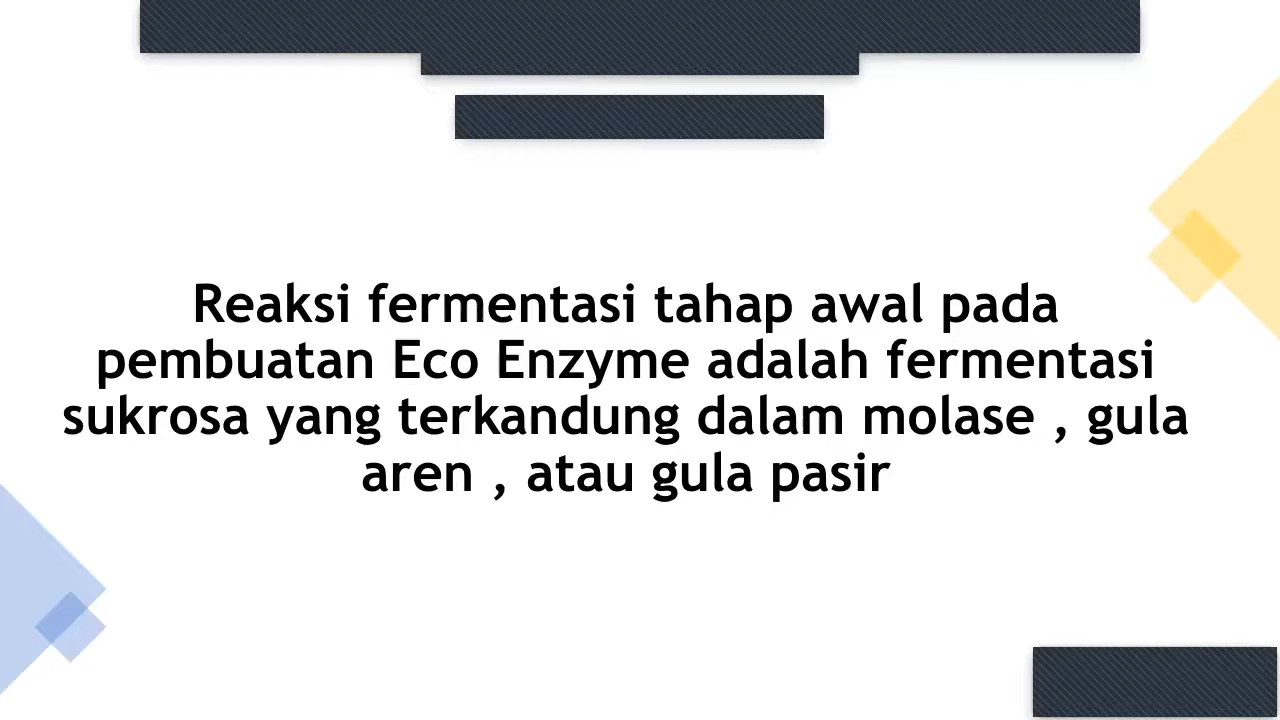 Reaksi fermentasi tahap awal pada
pembuatan Eco Enzyme adalah fermentasi
sukrosa yang terkandung dalam molase , gula
aren , atau gula pasir